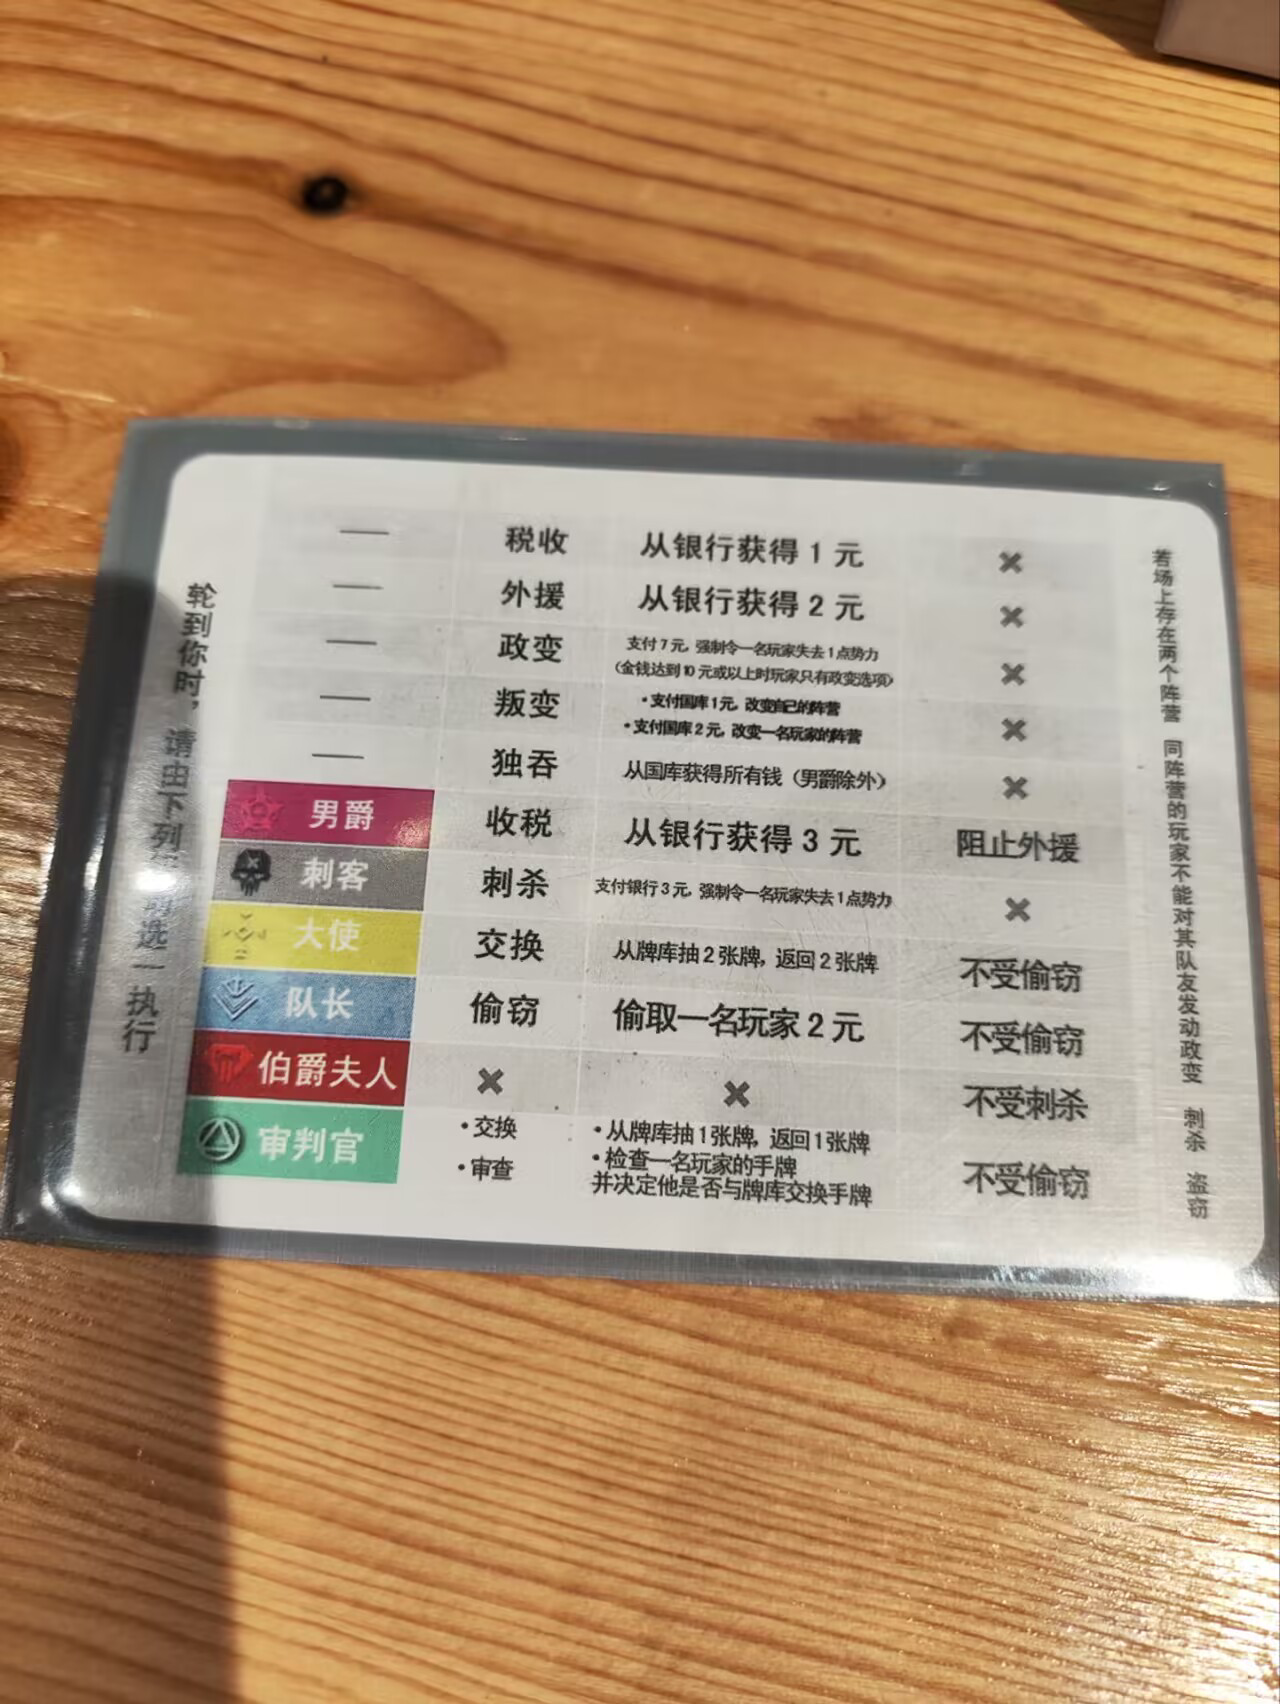 轮到你时，请由下列
选一执行
— 税收 从银行获得 1 元 ×
— 外援 从银行获得 2 元 ×
— 政变 支付 7 元，强制令一名玩家失去 1 点势力
（金钱达到 10 元或以上时玩家只有政变选项） ×
— 叛变 •支付国库 1 元，改变自己的阵营
•支付国库 2 元，改变一名玩家的阵营 ×
— 独吞 从国库获得所有钱（男爵除外） ×
男爵 收税 从银行获得 3 元 阻止外援
刺客 刺杀 支付银行 3 元，强制令一名玩家失去 1 点势力 ×
大使 交换 从牌库抽 2 张牌，返回 2 张牌 不受偷窃
队长 偷窃 偷取一名玩家 2 元 不受偷窃
伯爵夫人 × × 不受刺杀
审判官 •交换 •从牌库抽 1 张牌，返回 1 张牌
•审查 •检查一名玩家的手牌
并决定他是否与牌库交换手牌 不受偷窃
若场上存在两个阵营 同阵营的玩家不能对其队友发动政变 刺杀 盗窃